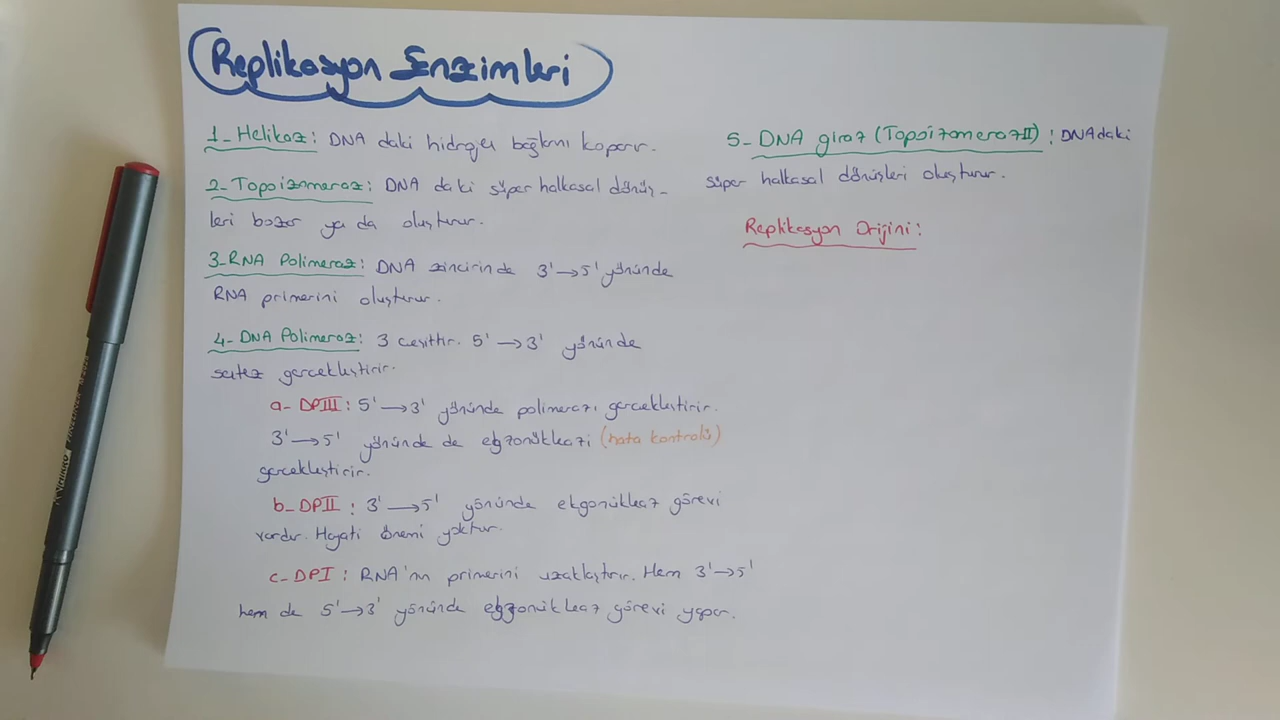 Replikasyon Enzimleri
1- Helikaz: DNA daki hidrojen bağlarını koparır.
2- Topoizomeraz: DNA daki süper halkasal dönüş-
leri bozar ya da oluşturur.
3-RNA Polimeraz: DNA zincirinde 3'→5' yönünde
RNA primerini oluşturur.
4- DNA Polimeraz: 3 çeşittir. 5'→3' yönünde
sentez gerçekleştirir.
a- DPIII: 5'→3' yönünde polimerazı gerçekleştirir.
3'→5' yönünde de (hata kontrolü)
gerçekleştirir.
b- DPII: 3'→5' yönünde görevi
vardır. Hayati önemi yoktur.
c- DPI: RNA'nın primerini uzaklaştırır. Hem 3'→5'
hem de 5'→3' yönünde görevi yapar.
5- DNA giraz (Topoizomeraz II): DNA daki
süper halkasal dönüşleri oluşturur.
Replikasyon Orijini: